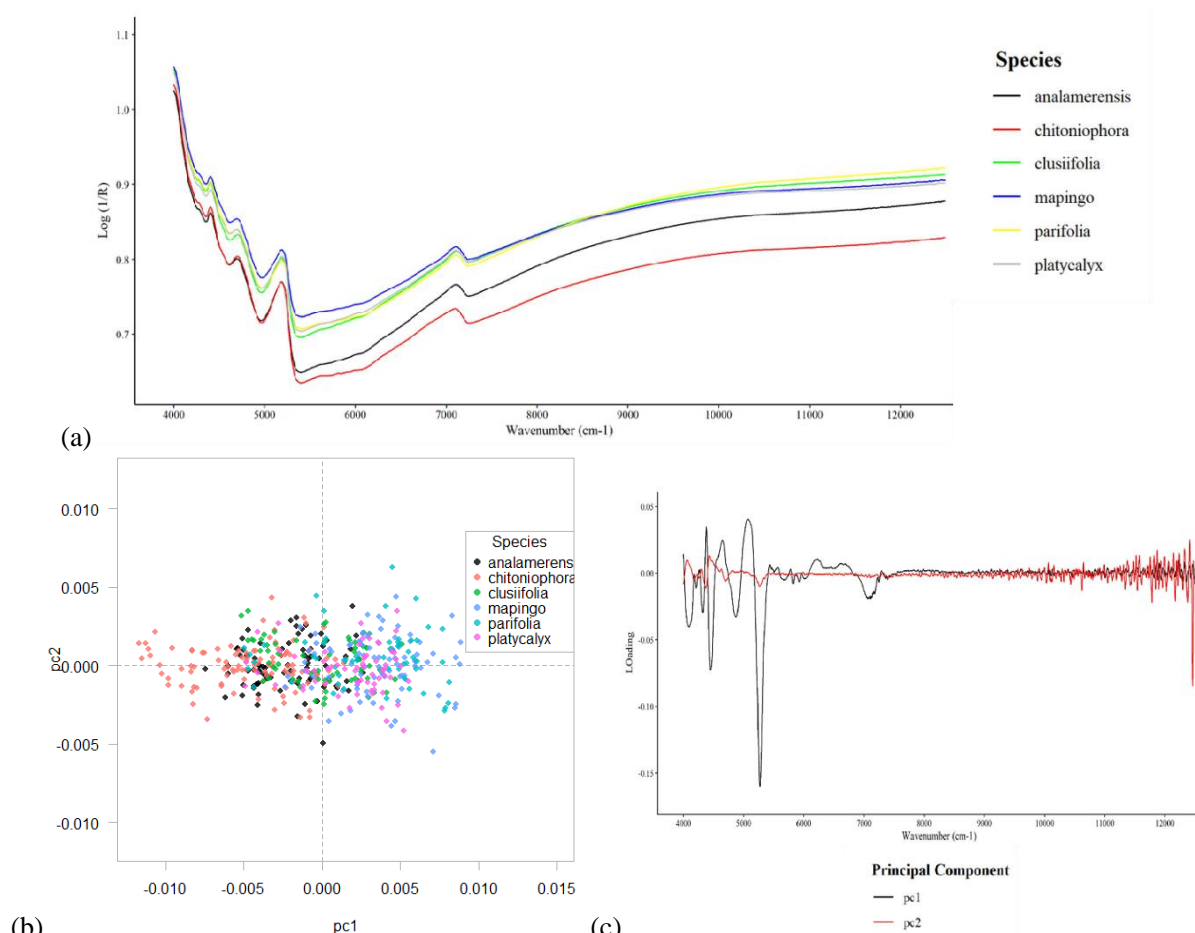 1.1
1.0
0.9
0.8
0.7
Log (1/R)
4000 5000 6000 7000 8000 9000 10000 11000 12000
Wavenumber (cm-1)
Species
analamerensis
chitoniophora
clusiifolia
mapingo
parifolia
platycalyx
(a)
0.010
0.005
0.000
-0.005
-0.010
pc2
Species
analamerens
chitoniophora
clusiifolia
mapingo
parifolia
platycalyx
-0.010 -0.005 0.000 0.005 0.010 0.015
pc1
(b)
0.05
0.00
-0.05
-0.10
-0.15
LOading
4000 5000 6000 7000 8000 9000 10000 11000 12000
Wavenumber (cm-1)
Principal Component
pc1
pc2
(c)